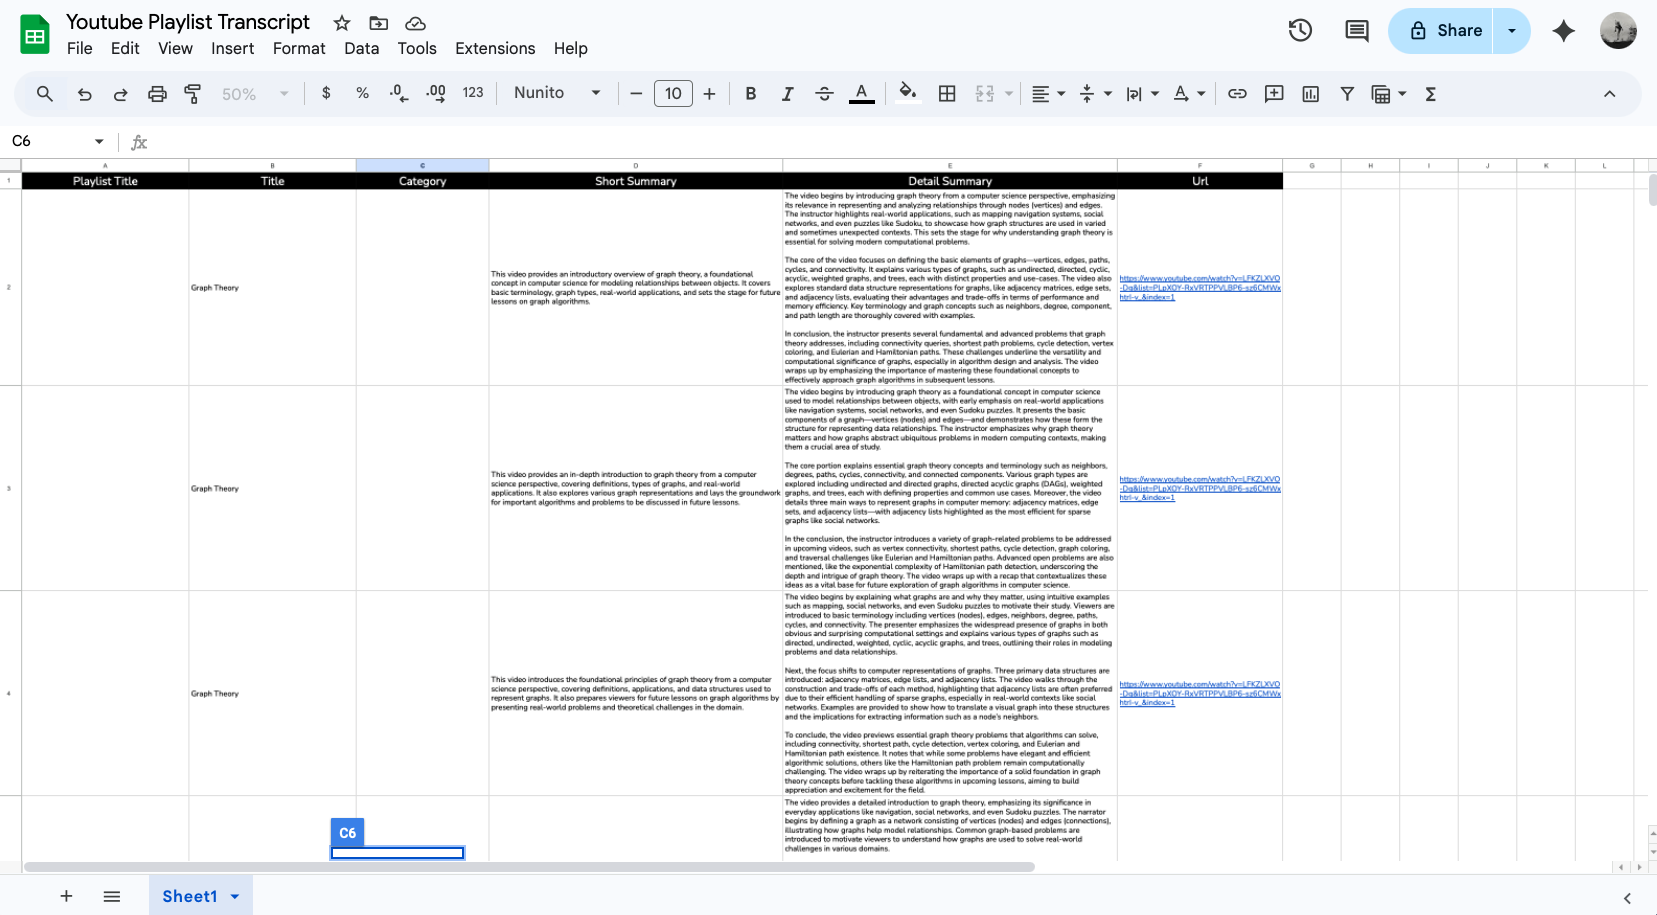 Youtube Playlist Transcript
File Edit View Insert Format Data Tools Extensions Help
Share
50% $ % .0 .00 123 Nunito 10 B I A
C6 fx
A B C D E F G H I J K L
1 Playlist Title Title Category Short Summary Detail Summary Url
2
Graph Theory
This video provides an introductory overview of graph theory, a foundational
concept in computer science for modeling relationships between objects. It covers
basic terminology, graph types, real-world applications, and sets the stage for future
lessons on graph algorithms.
The video begins by introducing graph theory from a computer science perspective, emphasizing
its relevance in representing and analyzing relationships through nodes (vertices) and edges.
The instructor highlights real-world applications, such as mapping navigation systems, social
networks, and even puzzles like Sudoku, to showcase how graph structures are used in varied
and sometimes unexpected contexts. This sets the stage for why understanding graph theory is
essential for solving modern computational problems.
The core of the video focuses on defining the basic elements of graphs—vertices, edges, paths,
cycles, and connectivity. It explains various types of graphs, such as undirected, directed, cyclic,
acyclic, weighted graphs, and trees, each with distinct properties and use-cases. The video also
explores standard data structure representations for graphs, like adjacency matrices, edge sets,
and adjacency lists, evaluating their advantages and trade-offs in terms of performance and
memory efficiency. Key terminology and graph concepts such as neighbors, degree, component,
and path length are thoroughly covered with examples.
In conclusion, the instructor presents several fundamental and advanced problems that graph
theory addresses, including connectivity queries, shortest path problems, cycle detection, vertex
coloring, and Eulerian and Hamiltonian paths. These challenges underline the versatility and
computational significance of graphs, especially in algorithm design and analysis. The video
wraps up by emphasizing the importance of mastering these foundational concepts to
effectively approach graph algorithms in subsequent lessons.
https://www.youtube.com/watch?v=LFKZLXVO
-Dg&list=PLpXOY-RxVRTPPVLBP6-sz6CMWx
htrI-v_&index=1
3
Graph Theory
This video provides an in-depth introduction to graph theory from a computer
science perspective, covering definitions, types of graphs, and real-world
applications. It also explores various graph representations and lays the groundwork
for important algorithms and problems to be discussed in future lessons.
The video begins by introducing graph theory as a foundational concept in computer science
used to model relationships between objects, with early emphasis on real-world applications
like navigation systems, social networks, and even Sudoku puzzles. It presents the basic
components of a graph—vertices (nodes) and edges—and demonstrates how these form the
structure for representing data relationships. The instructor emphasizes why graph theory
matters and how graphs abstract ubiquitous problems in modern computing contexts, making
them a crucial area of study.
The core portion explains essential graph theory concepts and terminology such as neighbors,
degrees, paths, cycles, connectivity, and connected components. Various graph types are
explored including undirected and directed graphs, directed acyclic graphs (DAGs), weighted
graphs, and trees, each with defining properties and common use cases. Moreover, the video
details three main ways to represent graphs in computer memory: adjacency matrices, edge
sets, and adjacency lists—with adjacency lists highlighted as the most efficient for sparse
graphs like social networks.
In the conclusion, the instructor introduces a variety of graph-related problems to be addressed
in upcoming videos, such as vertex connectivity, shortest paths, cycle detection, graph coloring,
and traversal challenges like Eulerian and Hamiltonian paths. Advanced open problems are also
mentioned, like the exponential complexity of Hamiltonian path detection, underscoring the
depth and intrigue of graph theory. The video wraps up with a recap that contextualizes these
ideas as a vital base for future exploration of graph algorithms in computer science.
https://www.youtube.com/watch?v=LFKZLXVO
-Dg&list=PLpXOY-RxVRTPPVLBP6-sz6CMWx
htrI-v_&index=1
4
Graph Theory
This video introduces the foundational principles of graph theory from a computer
science perspective, covering definitions, applications, and data structures used to
represent graphs. It also prepares viewers for future lessons on graph algorithms by
presenting real-world problems and theoretical challenges in the domain.
The video begins by explaining what graphs are and why they matter, using intuitive examples
such as mapping, social networks, and even Sudoku puzzles to motivate their study. Viewers are
introduced to basic terminology including vertices (nodes), edges, neighbors, degree, paths,
cycles, and connectivity. The presenter emphasizes the widespread presence of graphs in both
obvious and surprising computational settings and explains various types of graphs such as
directed, undirected, weighted, cyclic, acyclic graphs, and trees, outlining their roles in modeling
problems and data relationships.
Next, the focus shifts to computer representations of graphs. Three primary data structures are
introduced: adjacency matrices, edge lists, and adjacency lists. The video walks through the
construction and trade-offs of each method, highlighting that adjacency lists are often preferred
due to their efficient handling of sparse graphs, especially in real-world contexts like social
networks. Examples are provided to show how to translate a visual graph into these structures
and the implications for extracting information such as a node's neighbors.
To conclude, the video previews essential graph theory problems that algorithms can solve,
including connectivity, shortest path, cycle detection, vertex coloring, and Eulerian and
Hamiltonian path existence. It notes that while some problems have elegant and efficient
algorithmic solutions, others like the Hamiltonian path problem remain computationally
challenging. The video wraps up by reiterating the importance of a solid foundation in graph
theory concepts before tackling these algorithms in upcoming lessons, aiming to build
appreciation and excitement for the field.
https://www.youtube.com/watch?v=LFKZLXVO
-Dg&list=PLpXOY-RxVRTPPVLBP6-sz6CMWx
htrI-v_&index=1
The video provides a detailed introduction to graph theory, emphasizing its significance in
everyday applications like navigation, social networks, and even Sudoku puzzles. The narrator
begins by defining a graph as a network consisting of vertices (nodes) and edges (connections),
illustrating how graphs help model relationships. Common graph-based problems are
introduced to motivate viewers to understand how graphs are used to solve real-world
challenges in various domains.
C6
Sheet1